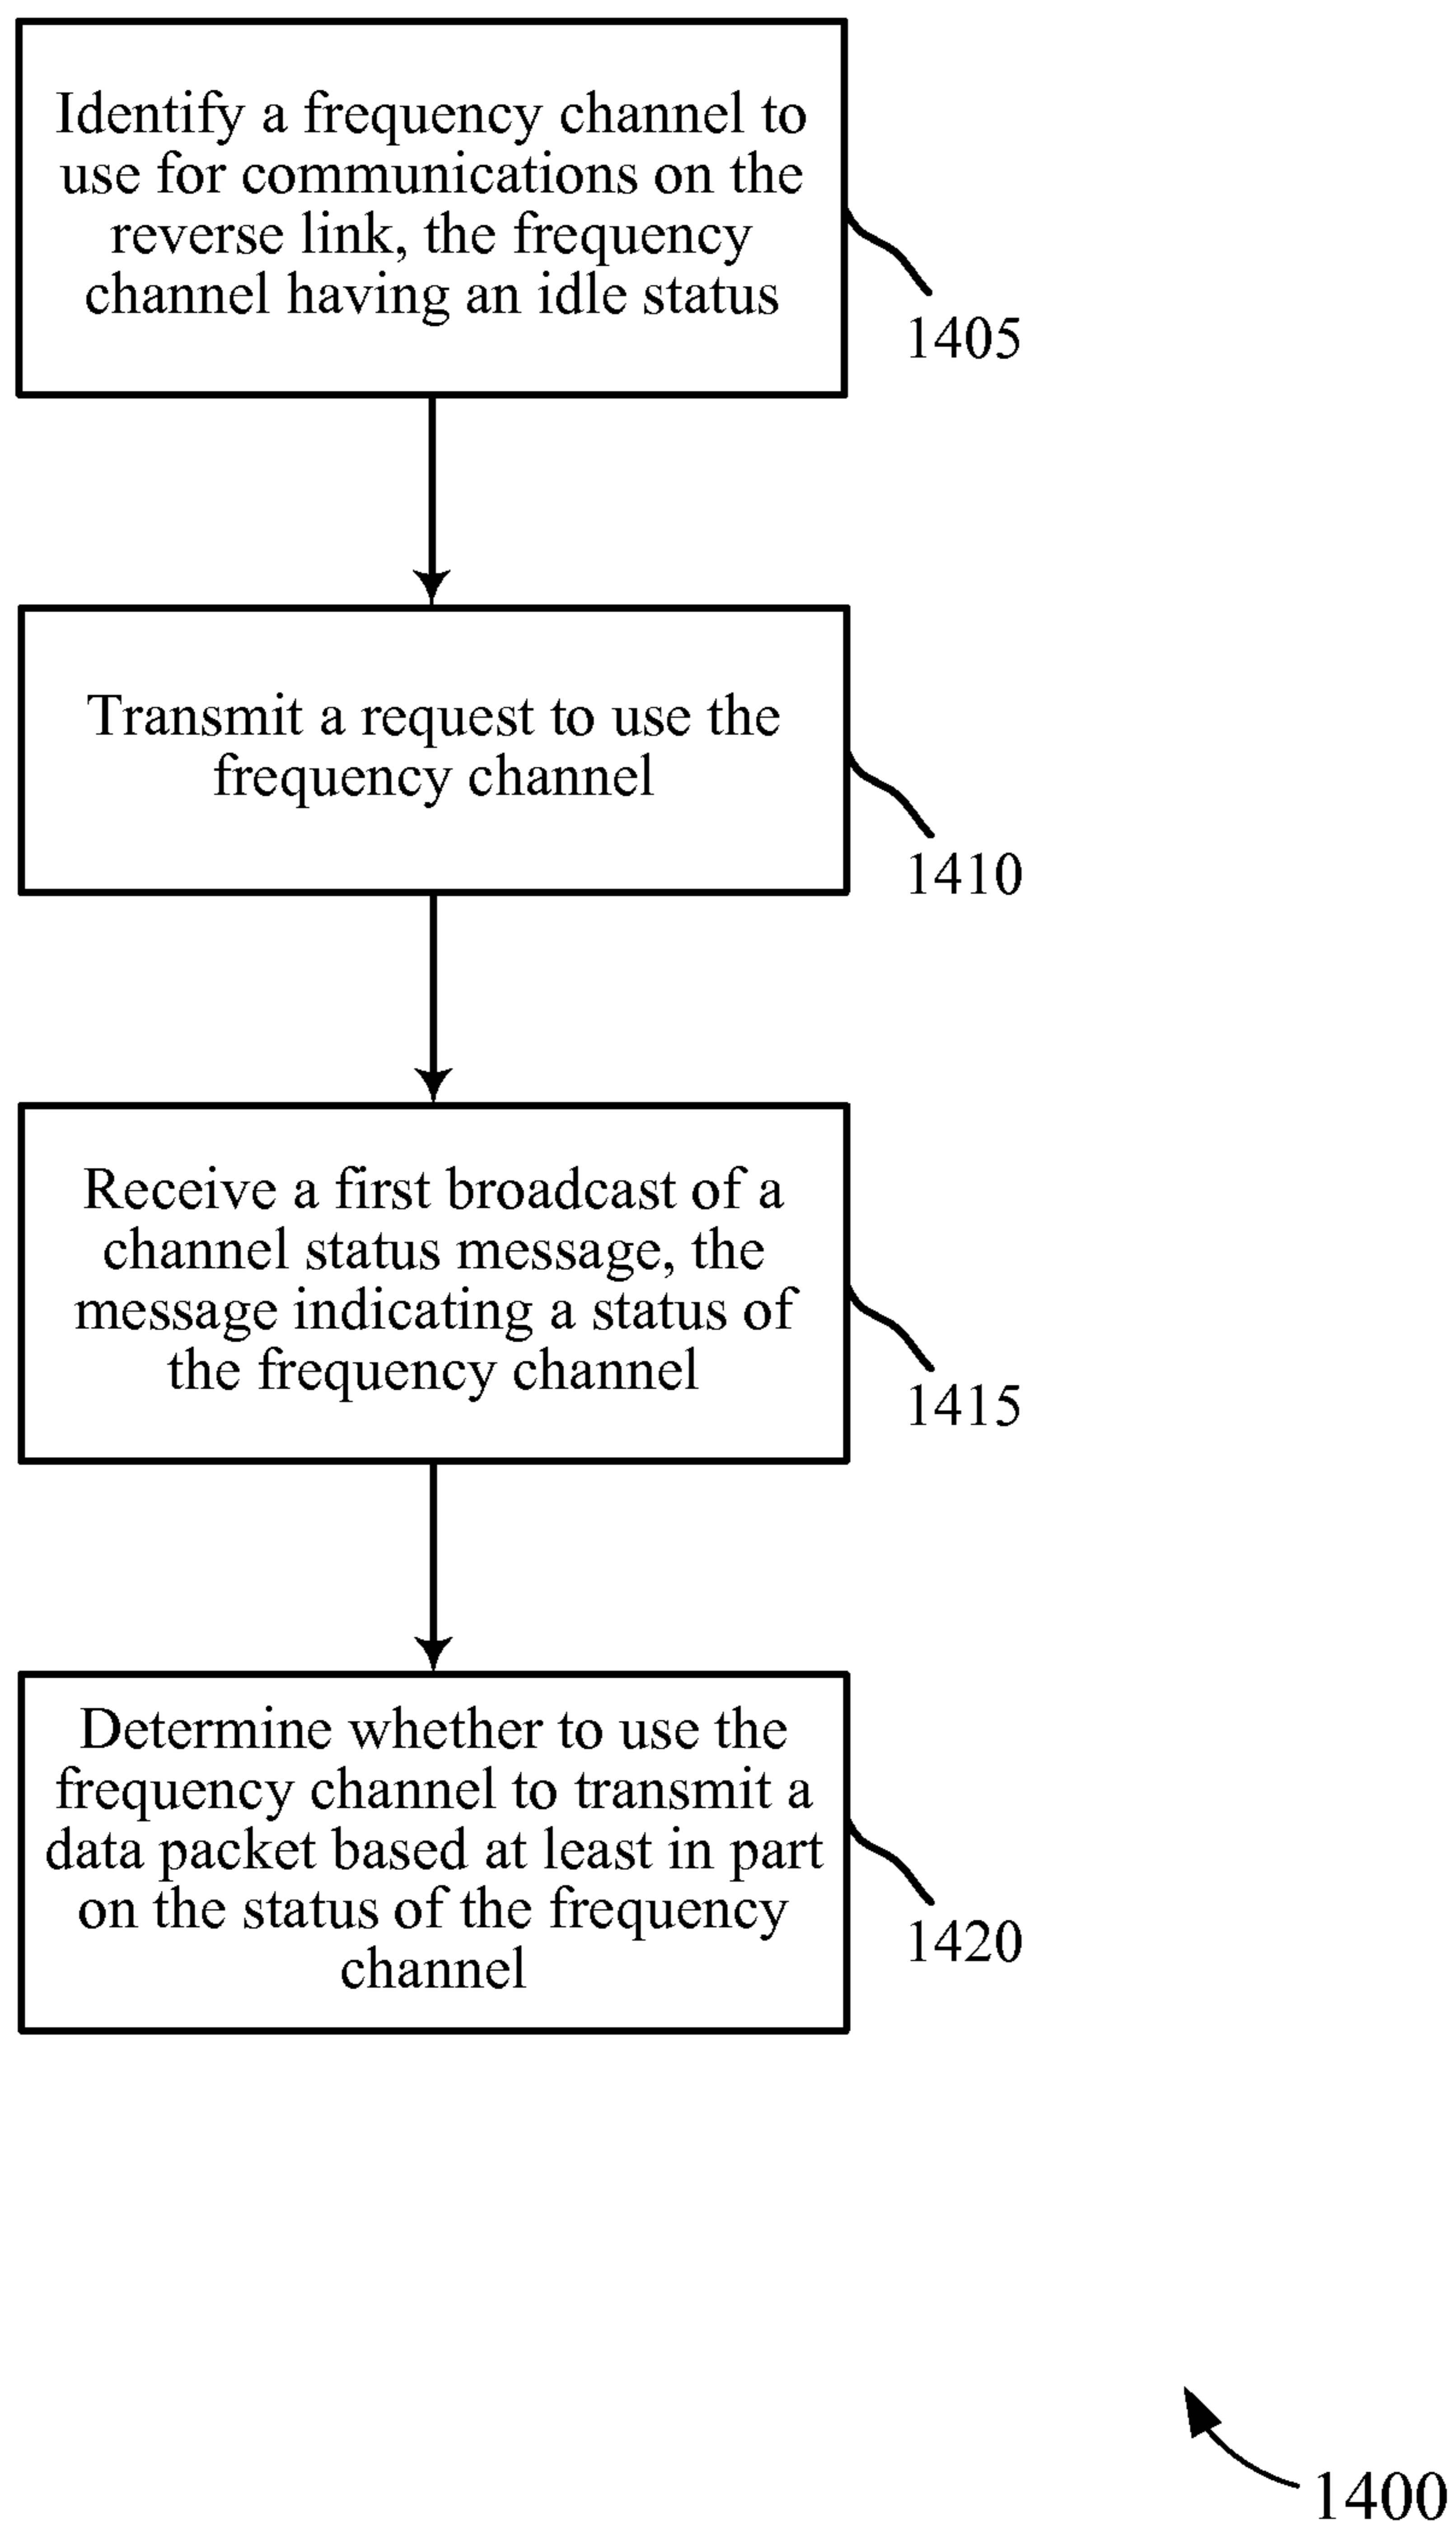 Identify a frequency channel to
use for communications on the
reverse link, the frequency
channel having an idle status
1405
Transmit a request to use the
frequency channel
1410
Receive a first broadcast of a
channel status message, the
message indicating a status of
the frequency channel
1415
Determine whether to use the
frequency channel to transmit a
data packet based at least in part
on the status of the frequency
channel
1420
1400